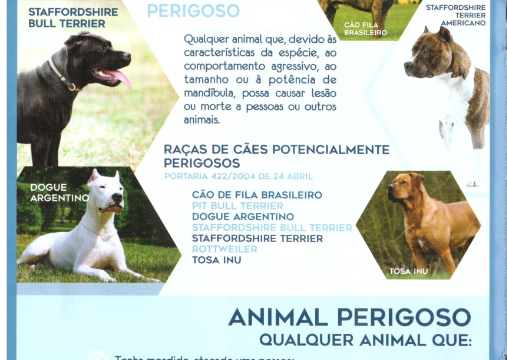 STAFFORDSHIRE
BULL TERRIER
PERIGOSO
CÃO FILA
BRASILEIRO
STAFFORDSHIRE
TERRIER
AMERICANO
Qualquer animal que, devido às
características da espécie, ao
comportamento agressivo, ao
tamanho ou à potência de
mandíbula, possa causar lesão
ou morte a pessoas ou outros
animais.
RAÇAS DE CÃES POTENCIALMENTE
PERIGOSOS
PORTARIA 422/2004 DE 24 ABRIL
DOGUE
ARGENTINO
CÃO DE FILA BRASILEIRO
PIT BULL TERRIER
DOGUE ARGENTINO
STAFFORDSHIRE BULL TERRIER
STAFFORDSHIRE TERRIER
ROTTWEILER
TOSA INU
TOSA INU
ANIMAL PERIGOSO
QUALQUER ANIMAL QUE: